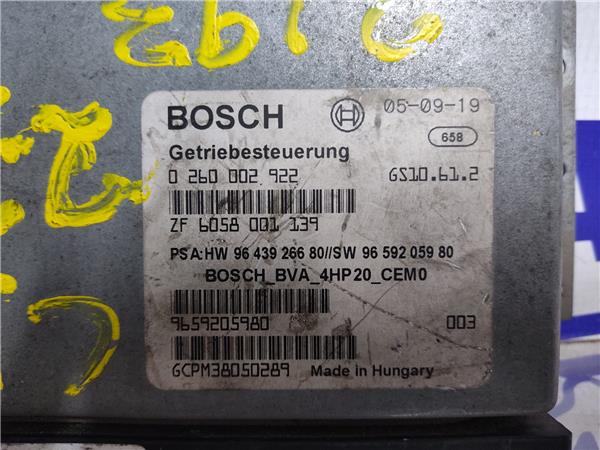 2193
BOSCH 05-09-19
658
Getriebesteuerung
0 260 002 922 GS10.61.2
ZF 6058 001 139
PSA:HW 96 439 266 80//SW 96 592 059 80
BOSCH_BVA_4HP20_CEM0
9659205980 003
GCPM38050289 Made in Hungary